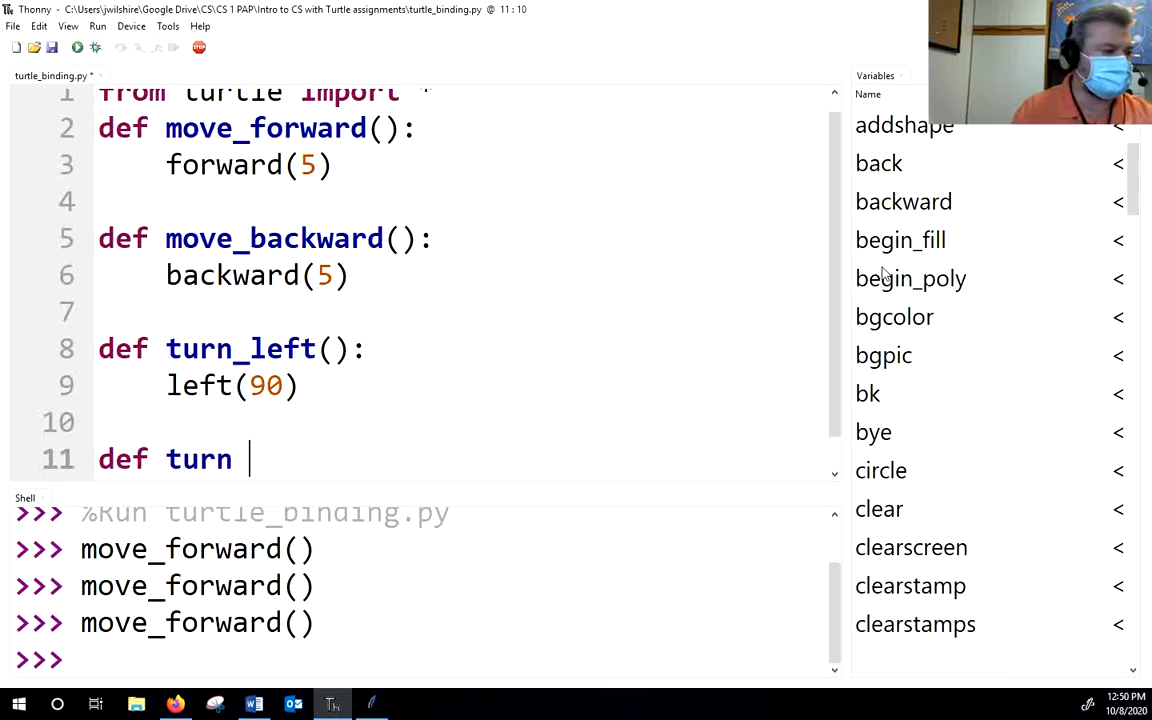 Thonny - C:\Users\jwilshire\Google Drive\CS\CS 1 PAP\Intro to CS with Turtle assignments\turtle_binding.py @ 11 : 10
File Edit View Run Device Tools Help
STOP
turtle_binding.py *
1 from turtle import *
2 def move_forward():
3 forward(5)
4
5 def move_backward():
6 backward(5)
7
8 def turn_left():
9 left(90)
10
11 def turn
Shell
>>> %Run turtle_binding.py
>>> move_forward()
>>> move_forward()
>>> move_forward()
>>>
Variables
Name
addshape <
back <
backward <
begin_fill <
begin_poly <
bgcolor <
bgpic <
bk <
bye <
circle <
clear <
clearscreen <
clearstamp <
clearstamps <
12:50 PM
10/8/2020